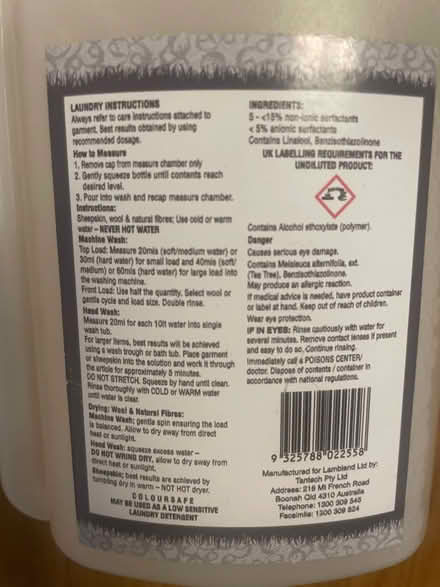 LAUNDRY INSTRUCTIONS
Always refer to care instructions attached to
garment. Best results obtained by using
recommended dosage.
How to Measure
1. Remove cap from measure chamber only
2. Gently squeeze bottle until contents reach
desired level.
3. Pour into wash and recap measure chamber.
Instructions:
Sheepskin, wool & natural fibres; Use cold or warm
water – NEVER HOT WATER
Machine Wash:
Top Load: Measure 20mls (soft/medium water) or
30ml (hard water) for small load and 40mls (soft/
medium) or 60mls (hard water) for large load into
the washing machine.
Front Load: Use half the quantity. Select wool or
gentle cycle and load size. Double rinse.
Hand Wash:
Measure 20ml for each 10lt water into single
wash tub.
For larger items, best results will be achieved
using a wash trough or bath tub. Place garment
or sheepskin into the solution and work it through
the article for approximately 5 minutes.
DO NOT STRETCH. Squeeze by hand until clean.
Rinse thoroughly with COLD or WARM water
until water is clear.
Drying: Wool & Natural Fibres:
Machine Wash: gentle spin ensuring the load
is balanced. Allow to dry away from direct
heat or sunlight.
Hand Wash: squeeze excess water –
DO NOT WRING DRY, allow to dry away from
direct heat or sunlight.
Sheepskin; best results are achieved by
tumbling dry in warm – NOT HOT dryer.
COLOURSAFE
MAY BE USED AS A LOW SENSITIVE
LAUNDRY DETERGENT
INGREDIENTS:
5 - <15% non-ionic surfactants
< 5% anionic surfactants
Contains Linalool, Benzisothiazolinone
UK LABELLING REQUIREMENTS FOR THE
UNDILUTED PRODUCT:
Contains Alcohol ethoxylate (polymer).
Danger
Causes serious eye damage.
Contains Melaleuca alternifolia, ext.
(Tea Tree), Benzisothiazolinone.
May produce an allergic reaction.
If medical advice is needed, have product container
or label at hand. Keep out of reach of children.
Wear eye protection.
IF IN EYES: Rinse cautiously with water for
several minutes. Remove contact lenses if present
and easy to do so. Continue rinsing.
Immediately call a POISONS CENTER/
doctor. Dispose of contents / container in
accordance with national regulations.
9 325788 022558
Manufactured for Lambland Ltd by:
Tantech Pty Ltd
Address: 216 Mt French Road
Boonah Qld 4310 Australia
Telephone: 1300 309 545
Facsimile: 1300 309 524